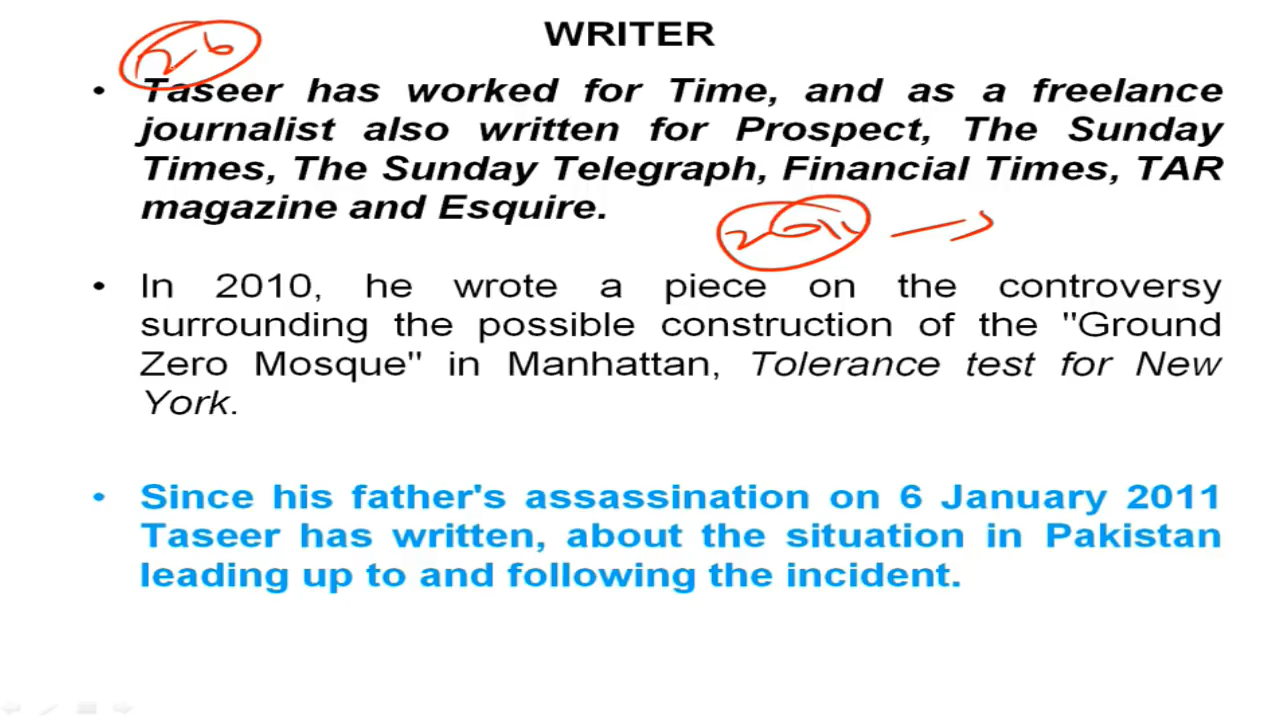 WRITER
26
• Taseer has worked for Time, and as a freelance
journalist also written for Prospect, The Sunday
Times, The Sunday Telegraph, Financial Times, TAR
magazine and Esquire.
2011
• In 2010, he wrote a piece on the controversy
surrounding the possible construction of the "Ground
Zero Mosque" in Manhattan, Tolerance test for New
York.
• Since his father's assassination on 6 January 2011
Taseer has written, about the situation in Pakistan
leading up to and following the incident.